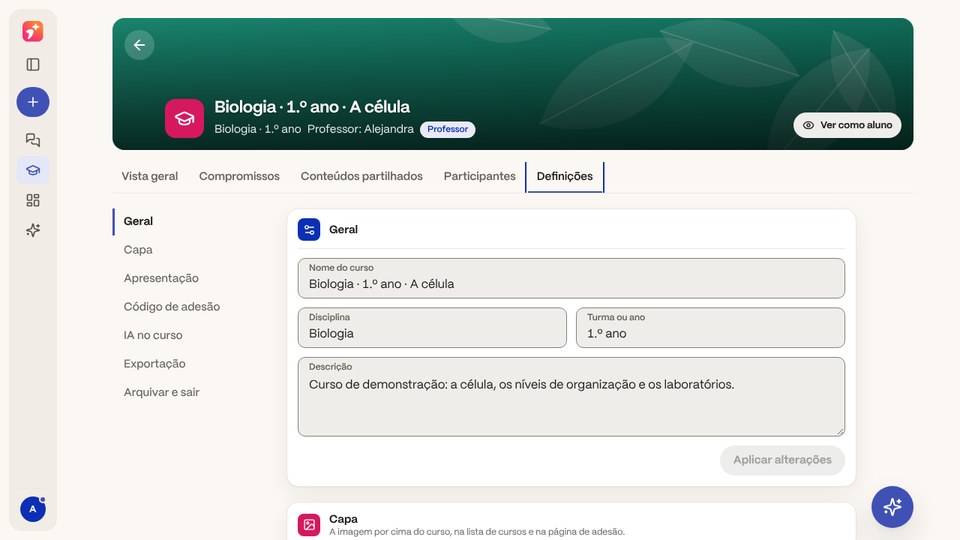 Biologia · 1.º ano · A célula
Biologia · 1.º ano Professor: Alejandra Professor
Ver como aluno
Vista geral Compromissos Conteúdos partilhados Participantes Definições
Geral
Capa
Apresentação
Código de adesão
IA no curso
Exportação
Arquivar e sair
Geral
Nome do curso
Biologia · 1.º ano · A célula
Disciplina
Biologia
Turma ou ano
1.º ano
Descrição
Curso de demonstração: a célula, os níveis de organização e os laboratórios.
Aplicar alterações
Capa
A imagem por cima do curso, na lista de cursos e na página de adesão.
A